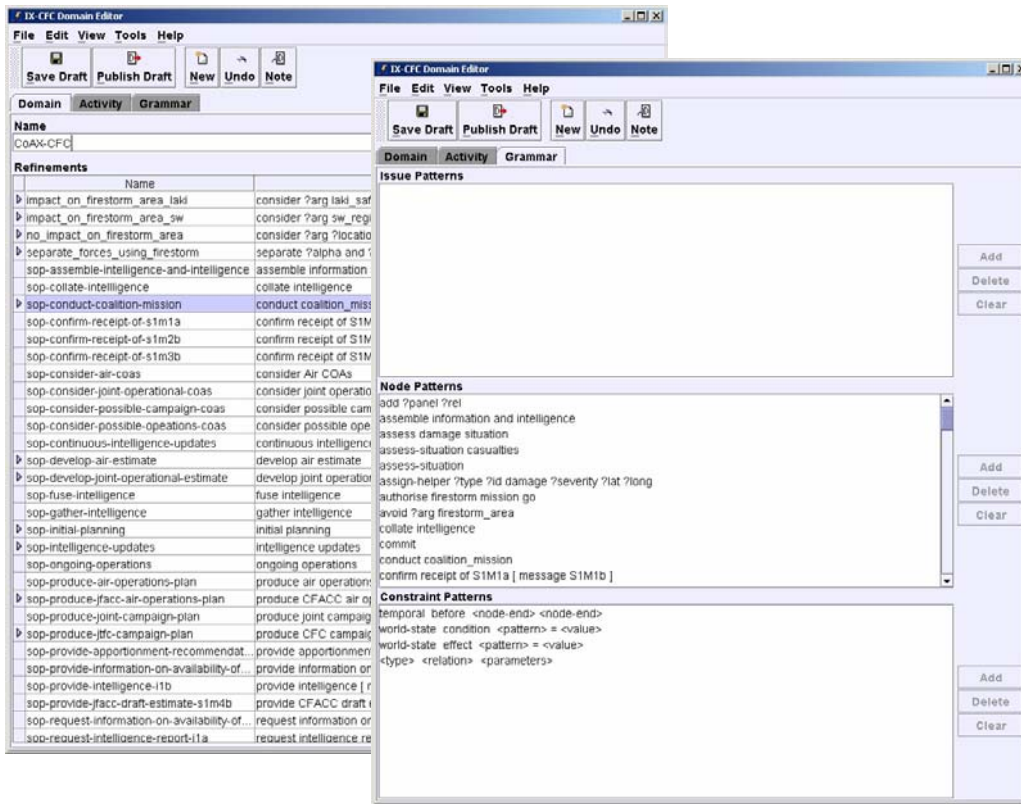 IX-CFC Domain Editor
File Edit View Tools Help
Save Draft Publish Draft New Undo Note
Domain Activity Grammar
Name
CoAX-CFC
Refinements
Name
impact_on_firestorm_area_laki consider ?arg laki_saf
impact_on_firestorm_area_sw consider ?arg sw_regi
no_impact_on_firestorm_area consider ?arg ?locatio
separate_forces_using_firestorm separate ?alpha and ?
sop-assemble-intelligence-and-intelligence assemble information
sop-collate-intellligence collate intelligence
sop-conduct-coalition-mission conduct coalition_miss
sop-confirm-receipt-of-s1m1a confirm receipt of S1M
sop-confirm-receipt-of-s1m2b confirm receipt of S1M
sop-confirm-receipt-of-s1m3b confirm receipt of S1M
sop-consider-air-coas consider Air COAs
sop-consider-joint-operational-coas consider joint operatio
sop-consider-possible-campaign-coas consider possible cam
sop-consider-possible-opeations-coas consider possible ope
sop-continuous-intelligence-updates continuous intelligence
sop-develop-air-estimate develop air estimate
sop-develop-joint-operational-estimate develop joint operation
sop-fuse-intelligence fuse intelligence
sop-gather-intelligence gather intelligence
sop-initial-planning initial planning
sop-intelligence-updates intelligence updates
sop-ongoing-operations ongoing operations
sop-produce-air-operations-plan produce air operations
sop-produce-jfacc-air-operations-plan produce CFACC air op
sop-produce-joint-campaign-plan produce joint campaig
sop-produce-jtfc-campaign-plan produce CFC campaig
sop-provide-apportionment-recommendat... provide apportionment
sop-provide-information-on-availability-of... provide information on
sop-provide-intelligence-i1b provide intelligence [ r
sop-provide-jfacc-draft-estimate-s1m4b provide CFACC draft e
sop-request-information-on-availability-of... request information or
sop-request-intelligence-report-i1a request intelligence re
IX-CFC Domain Editor
File Edit View Tools Help
Save Draft Publish Draft New Undo Note
Domain Activity Grammar
Issue Patterns
Add
Delete
Clear
Node Patterns
add ?panel ?rel
assemble information and intelligence
assess damage situation
assess-situation casualties
assess-situation
assign-helper ?type ?id damage ?severity ?lat ?long
authorise firestorm mission go
avoid ?arg firestorm_area
collate intelligence
commit
conduct coalition_mission
confirm receipt of S1M1a [ message S1M1b ]
Add
Delete
Clear
Constraint Patterns
temporal before <node-end> <node-end>
world-state condition <pattern> = <value>
world-state effect <pattern> = <value>
<type> <relation> <parameters>
Add
Delete
Clear